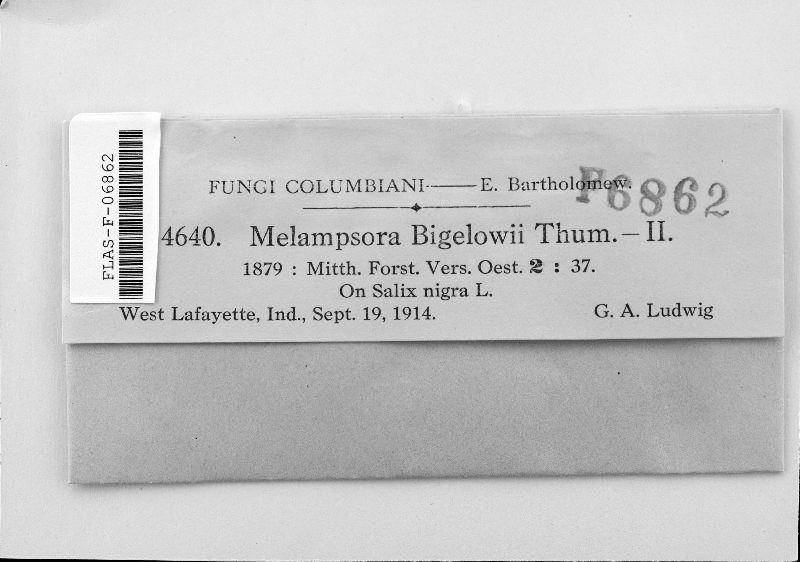 FLAS-F-06862
FUNGI COLUMBIANI—E. Bartholomew.
F6862
4640. Melampsora Bigelowii Thum.—II.
1879 : Mitth. Forst. Vers. Oest. 2 : 37.
On Salix nigra L.
West Lafayette, Ind., Sept. 19, 1914. G. A. Ludwig